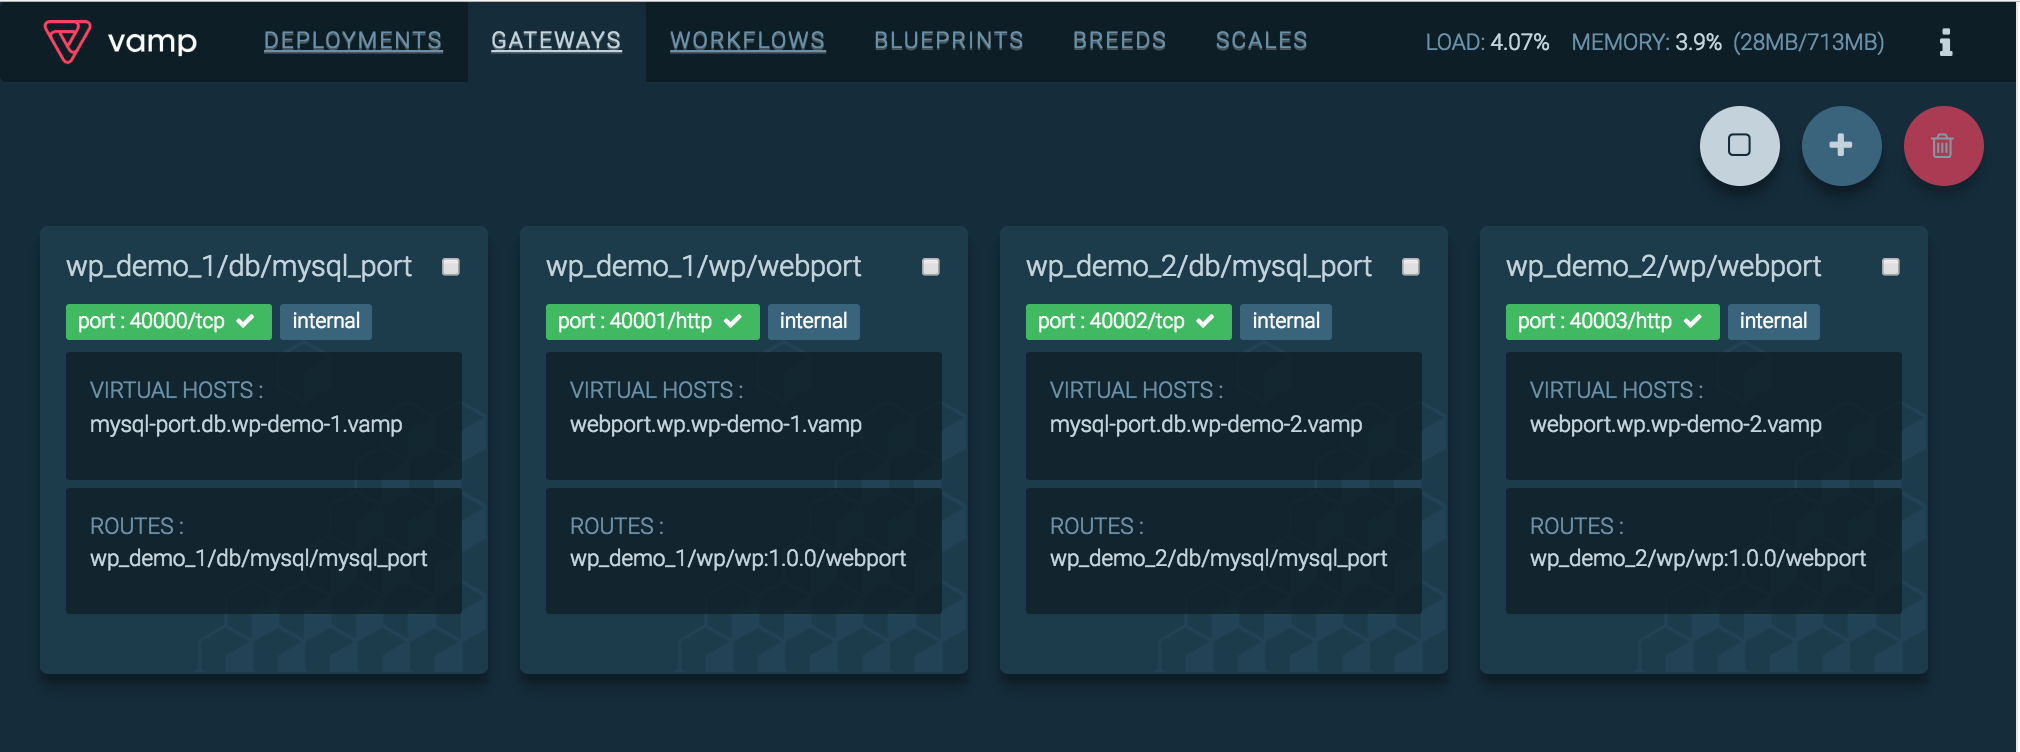 vamp DEPLOYMENTS GATEWAYS WORKFLOWS BLUEPRINTS BREEDS SCALES LOAD: 4.07% MEMORY: 3.9% (28MB/713MB)
wp_demo_1/db/mysql_port
port : 40000/tcp internal
VIRTUAL HOSTS :
mysql-port.db.wp-demo-1.vamp
ROUTES :
wp_demo_1/db/mysql/mysql_port
wp_demo_1/wp/webport
port : 40001/http internal
VIRTUAL HOSTS :
webport.wp.wp-demo-1.vamp
ROUTES :
wp_demo_1/wp/wp:1.0.0/webport
wp_demo_2/db/mysql_port
port : 40002/tcp internal
VIRTUAL HOSTS :
mysql-port.db.wp-demo-2.vamp
ROUTES :
wp_demo_2/db/mysql/mysql_port
wp_demo_2/wp/webport
port : 40003/http internal
VIRTUAL HOSTS :
webport.wp.wp-demo-2.vamp
ROUTES :
wp_demo_2/wp/wp:1.0.0/webport